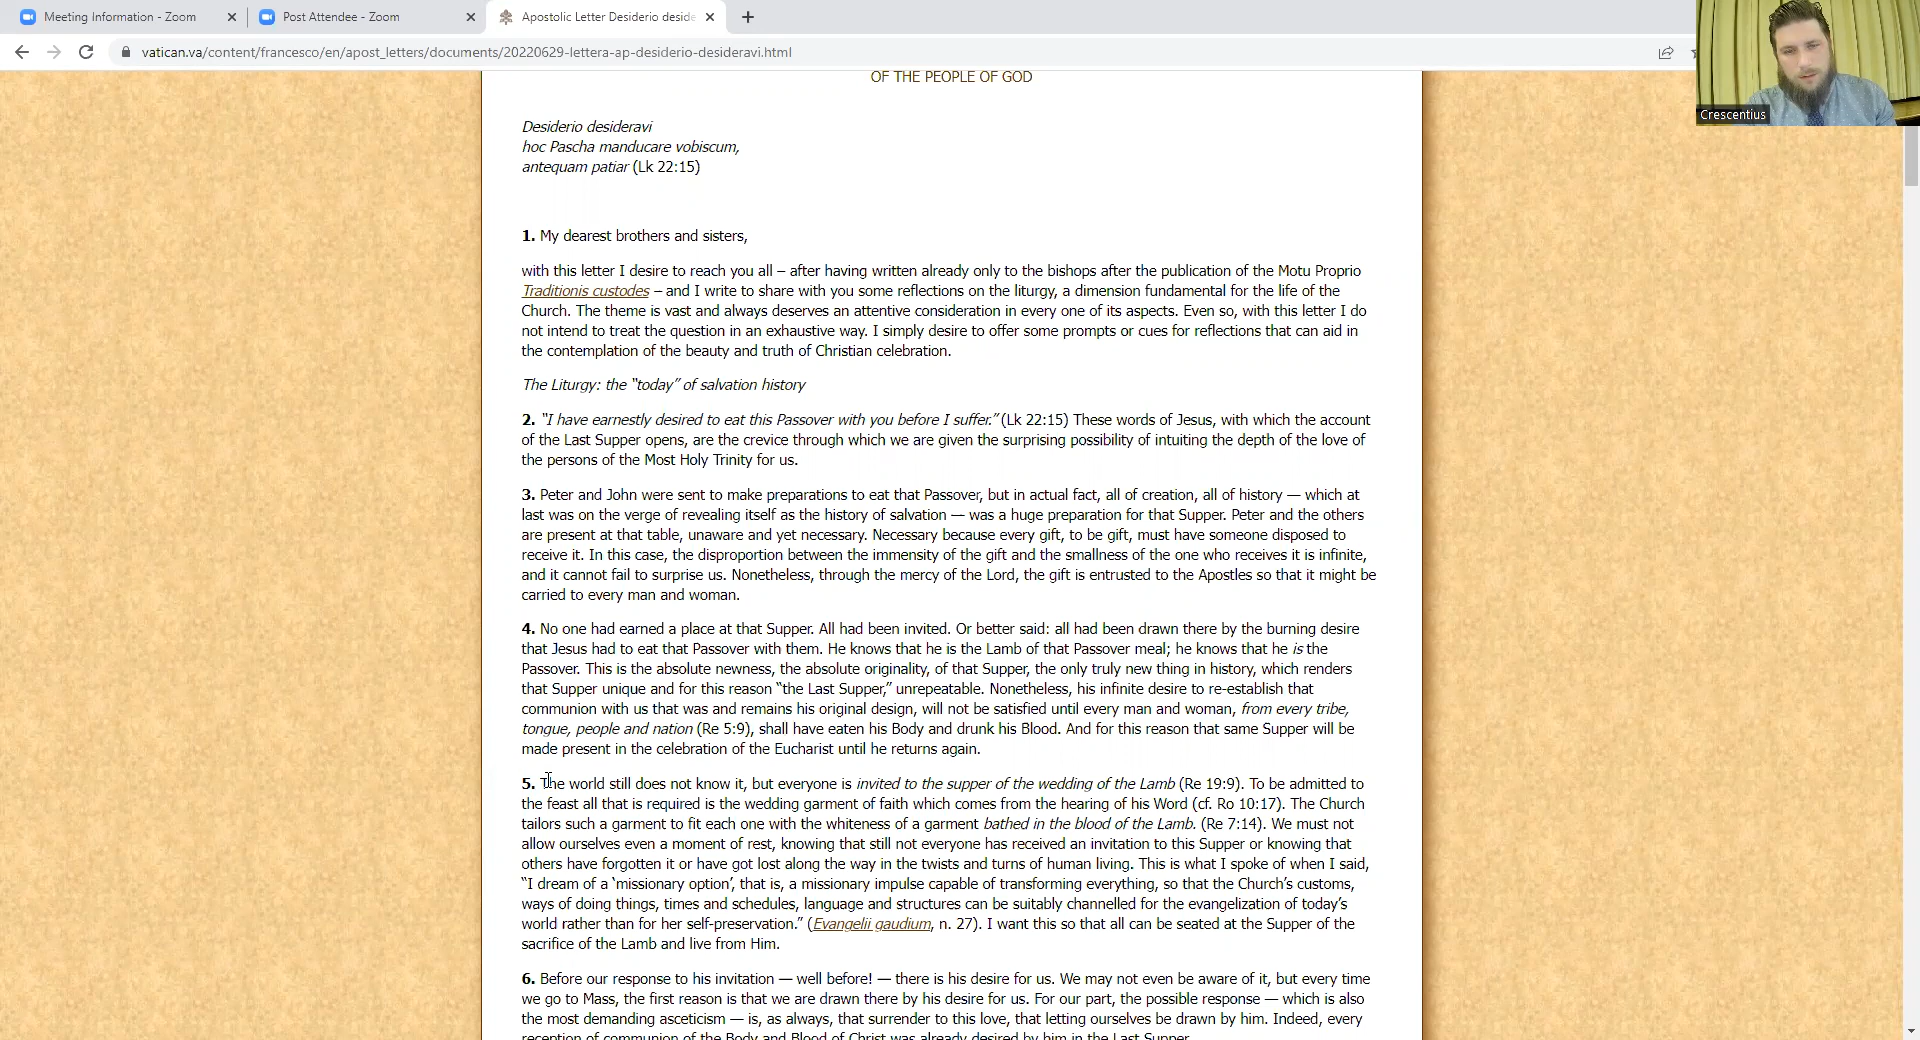 Meeting Information - Zoom
Post Attendee - Zoom
Apostolic Letter Desiderio deside
vatican.va/content/francesco/en/apost_letters/documents/20220629-lettera-ap-desiderio-desideravi.html
Crescentius
OF THE PEOPLE OF GOD
Desiderio desideravi
hoc Pascha manducare vobiscum,
antequam patiar (Lk 22:15)
1. My dearest brothers and sisters,
with this letter I desire to reach you all – after having written already only to the bishops after the publication of the Motu Proprio
Traditionis custodes – and I write to share with you some reflections on the liturgy, a dimension fundamental for the life of the
Church. The theme is vast and always deserves an attentive consideration in every one of its aspects. Even so, with this letter I do
not intend to treat the question in an exhaustive way. I simply desire to offer some prompts or cues for reflections that can aid in
the contemplation of the beauty and truth of Christian celebration.
The Liturgy: the “today” of salvation history
2. “I have earnestly desired to eat this Passover with you before I suffer.” (Lk 22:15) These words of Jesus, with which the account
of the Last Supper opens, are the crevice through which we are given the surprising possibility of intuiting the depth of the love of
the persons of the Most Holy Trinity for us.
3. Peter and John were sent to make preparations to eat that Passover, but in actual fact, all of creation, all of history — which at
last was on the verge of revealing itself as the history of salvation — was a huge preparation for that Supper. Peter and the others
are present at that table, unaware and yet necessary. Necessary because every gift, to be gift, must have someone disposed to
receive it. In this case, the disproportion between the immensity of the gift and the smallness of the one who receives it is infinite,
and it cannot fail to surprise us. Nonetheless, through the mercy of the Lord, the gift is entrusted to the Apostles so that it might be
carried to every man and woman.
4. No one had earned a place at that Supper. All had been invited. Or better said: all had been drawn there by the burning desire
that Jesus had to eat that Passover with them. He knows that he is the Lamb of that Passover meal; he knows that he is the
Passover. This is the absolute newness, the absolute originality, of that Supper, the only truly new thing in history, which renders
that Supper unique and for this reason “the Last Supper,” unrepeatable. Nonetheless, his infinite desire to re-establish that
communion with us that was and remains his original design, will not be satisfied until every man and woman, from every tribe,
tongue, people and nation (Re 5:9), shall have eaten his Body and drunk his Blood. And for this reason that same Supper will be
made present in the celebration of the Eucharist until he returns again.
5. The world still does not know it, but everyone is invited to the supper of the wedding of the Lamb (Re 19:9). To be admitted to
the feast all that is required is the wedding garment of faith which comes from the hearing of his Word (cf. Ro 10:17). The Church
tailors such a garment to fit each one with the whiteness of a garment bathed in the blood of the Lamb. (Re 7:14). We must not
allow ourselves even a moment of rest, knowing that still not everyone has received an invitation to this Supper or knowing that
others have forgotten it or have got lost along the way in the twists and turns of human living. This is what I spoke of when I said,
“I dream of a ‘missionary option’, that is, a missionary impulse capable of transforming everything, so that the Church’s customs,
ways of doing things, times and schedules, language and structures can be suitably channelled for the evangelization of today’s
world rather than for her self-preservation.” (Evangelii gaudium, n. 27). I want this so that all can be seated at the Supper of the
sacrifice of the Lamb and live from Him.
6. Before our response to his invitation — well before! — there is his desire for us. We may not even be aware of it, but every time
we go to Mass, the first reason is that we are drawn there by his desire for us. For our part, the possible response — which is also
the most demanding asceticism — is, as always, that surrender to this love, that letting ourselves be drawn by him. Indeed, every
reception of communion of the Body and Blood of Christ was already desired by him in the Last Supper.